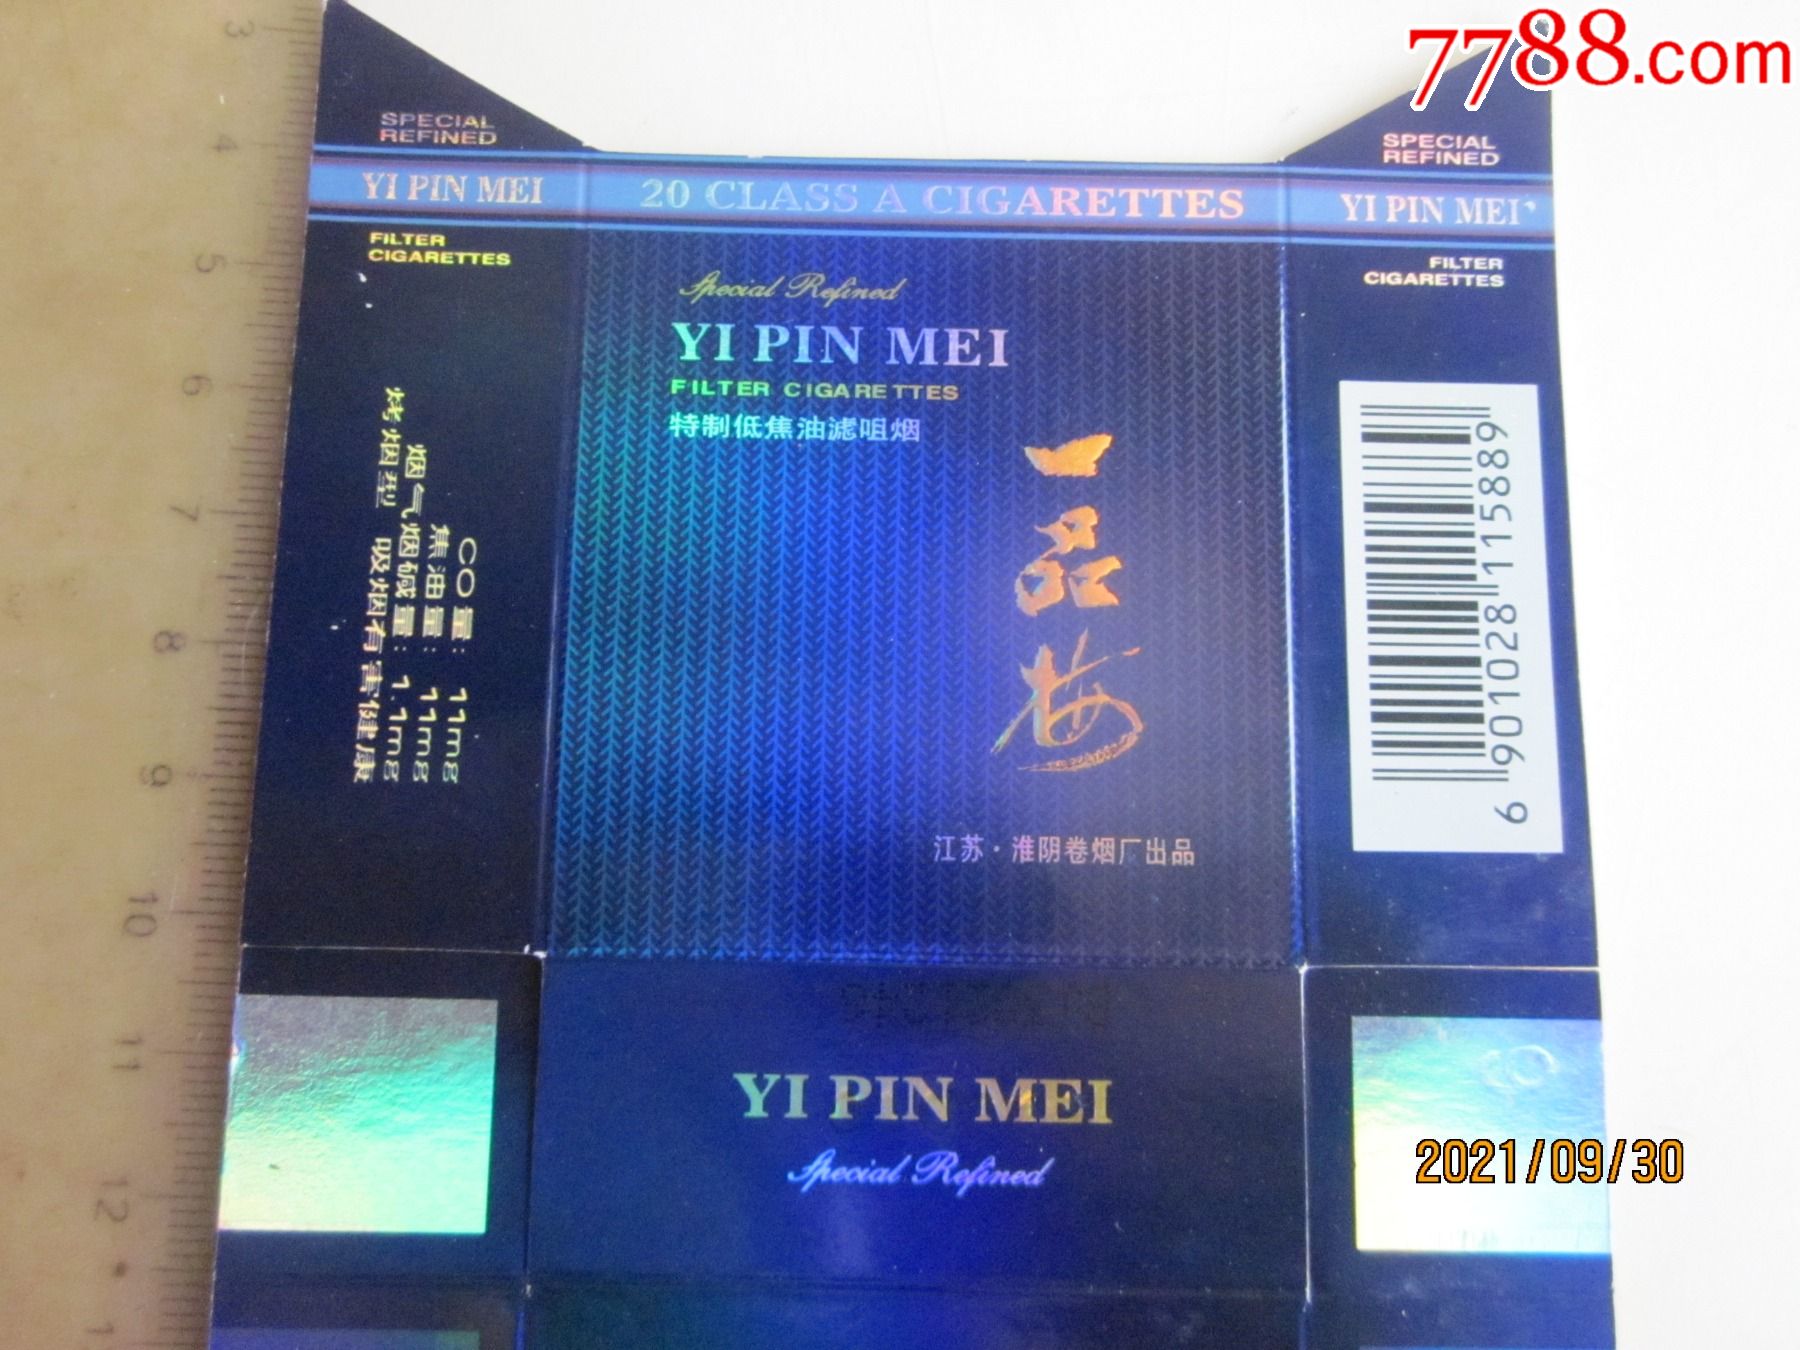 7788.com
SPECIAL
REFINED
YI PIN MEI
FILTER
CIGARETTES
20 CLASS A CIGARETTES
SPECIAL
REFINED
YI PIN MEI
FILTER
CIGARETTES
Special Refined
YI PIN MEI
FILTER CIGARETTES
特制低焦油滤咀烟
一品梅
江苏·淮阴卷烟厂出品
CO量: 11mg
焦油量: 11mg
烟气烟碱量: 1.1mg
烤烟型 吸烟有害健康
6 901028 115889
YI PIN MEI
Special Refined
2021/09/30
3
4
5
6
7
8
9
10
11
12